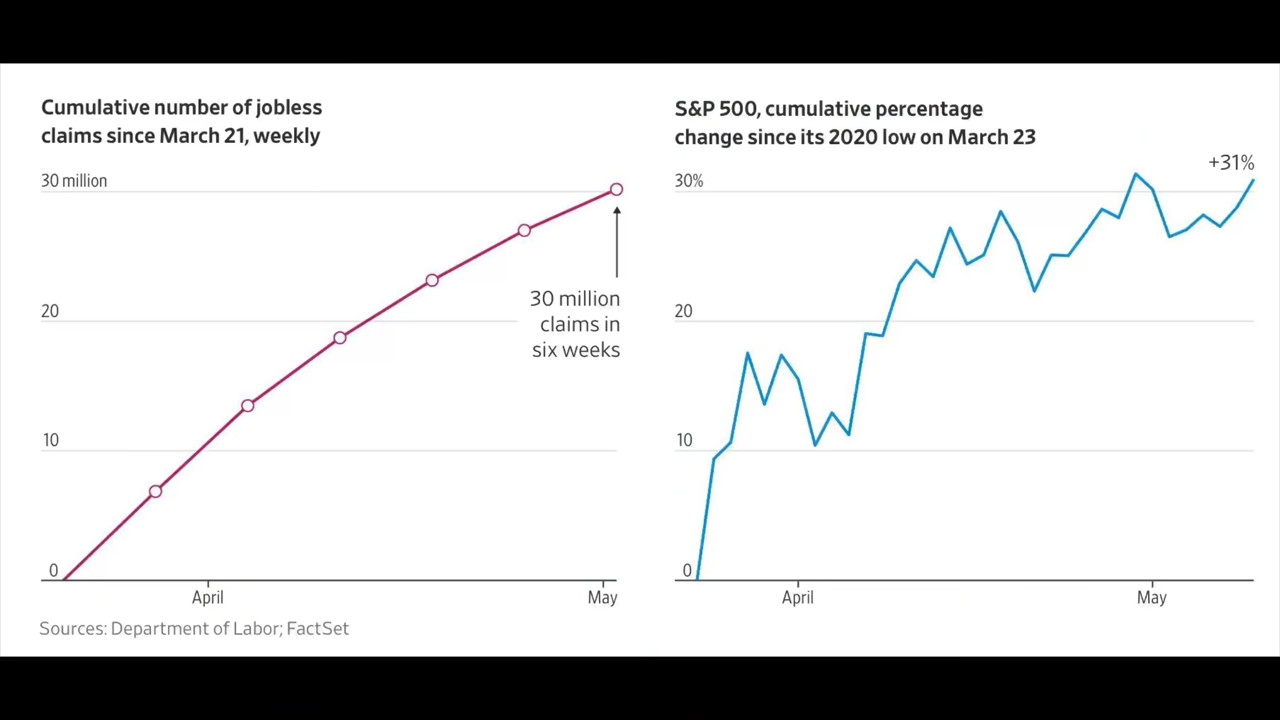 Cumulative number of jobless
claims since March 21, weekly
30 million
20
10
0
30 million
claims in
six weeks
April
May
S&P 500, cumulative percentage
change since its 2020 low on March 23
+31%
30%
20
10
0
April
May
Sources: Department of Labor; FactSet